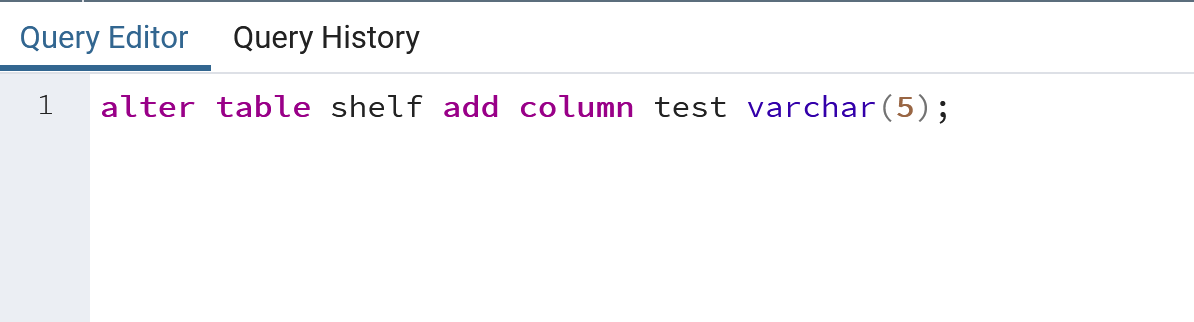 Query Editor Query History
1 alter table shelf add column test varchar(5);